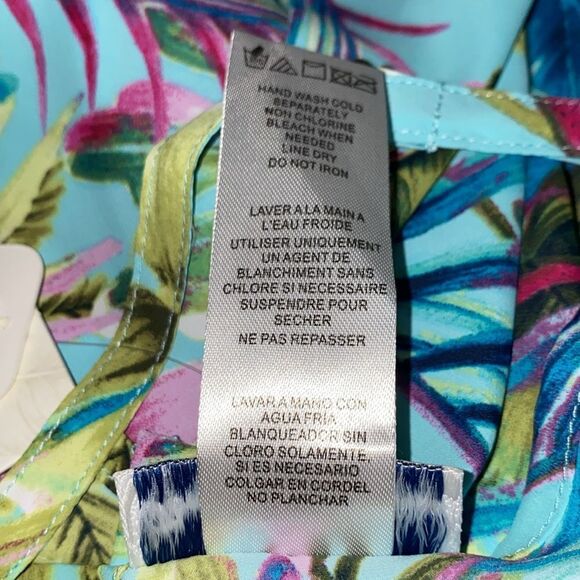 HAND WASH COLD
SEPARATELY
NON CHLORINE
BLEACH WHEN
NEEDED
LINE DRY
DO NOT IRON
LAVER A LA MAIN A
L'EAU FROIDE
UTILISER UNIQUEMENT
UN AGENT DE
BLANCHIMENT SANS
CHLORE SI NECESSAIRE
SUSPENDRE POUR
SECHER
NE PAS REPASSER
LAVAR A MANO CON
AGUA FRÍA
BLANQUEADOR SIN
CLORO SOLAMENTE,
SI ES NECESARIO
COLGAR EN CORDEL
NO PLANCHAR